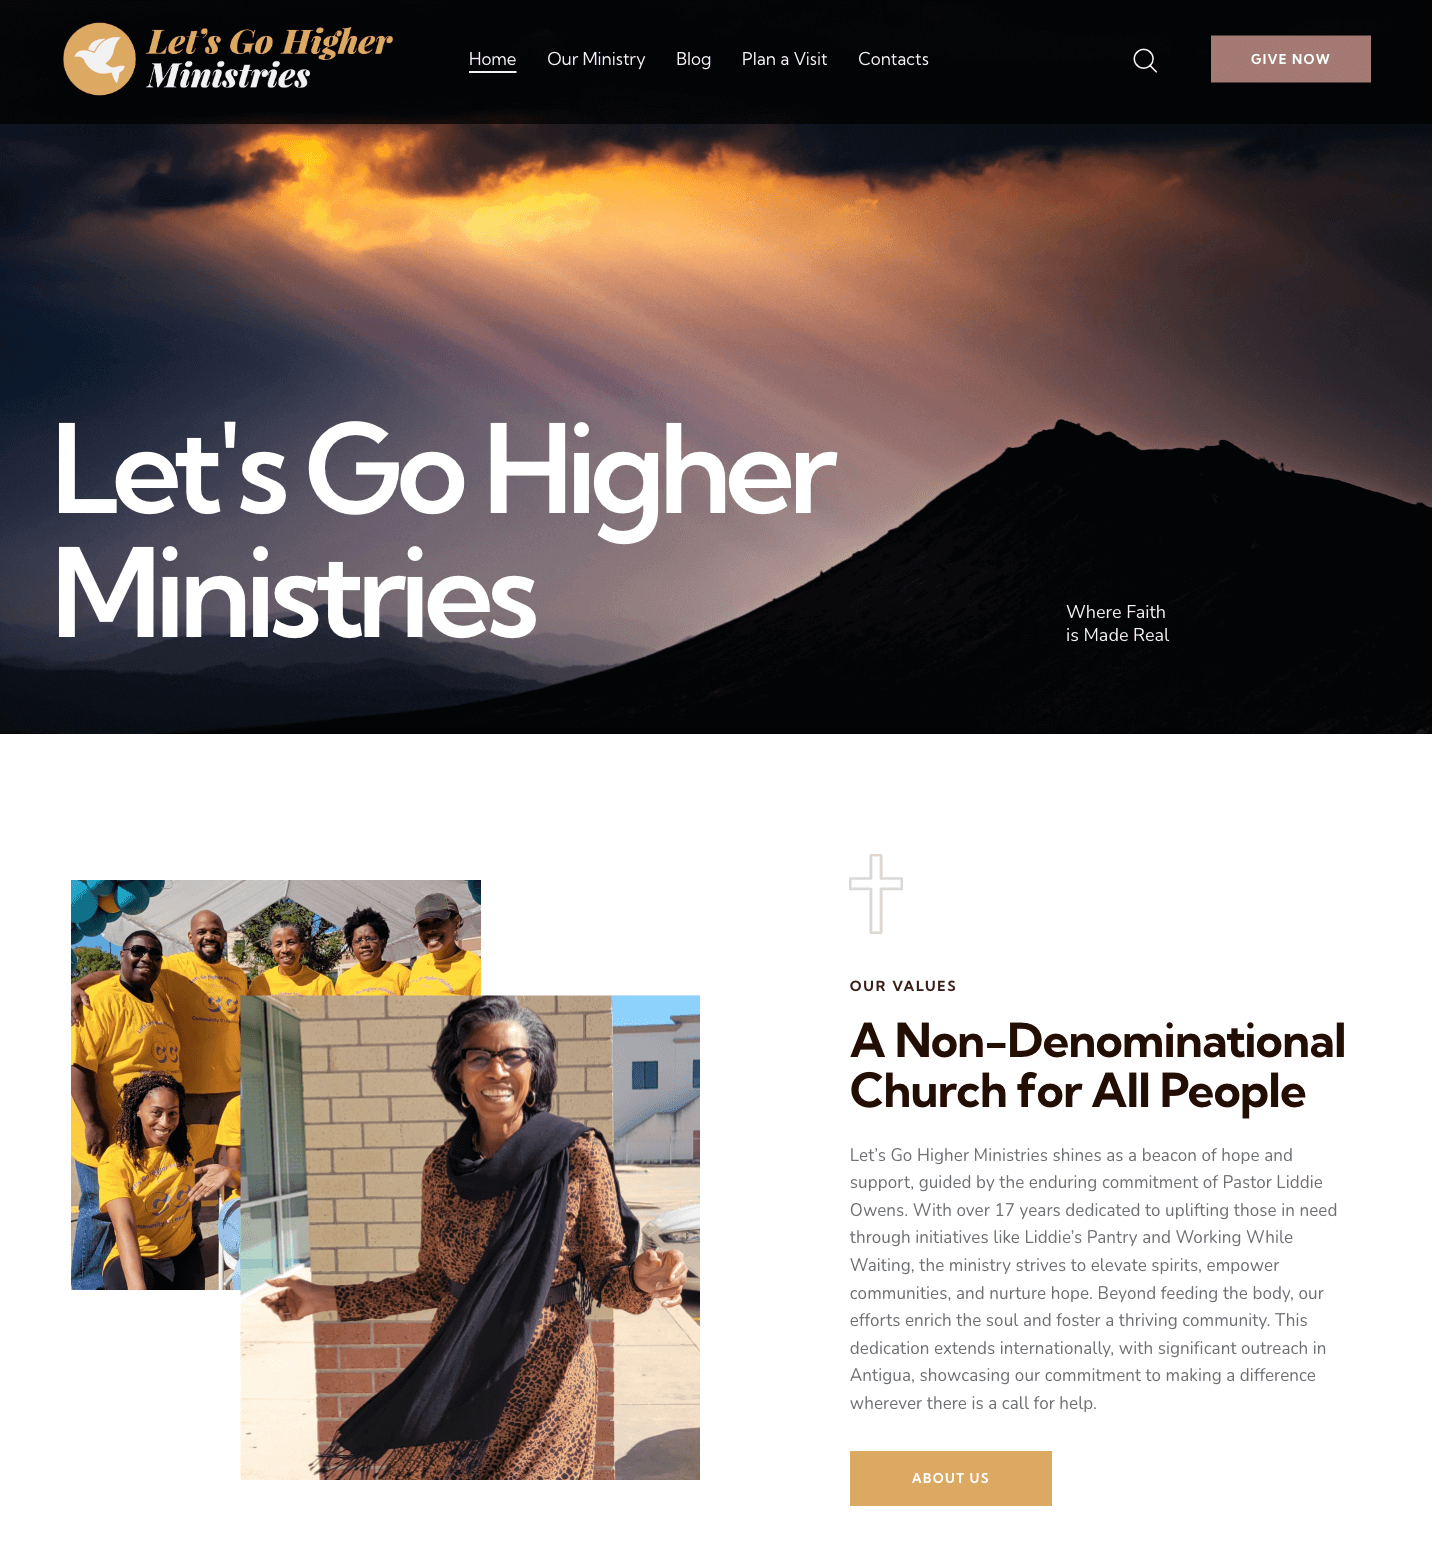 Let's Go Higher
Ministries
Home
Our Ministry
Blog
Plan a Visit
Contacts
GIVE NOW
Let's Go Higher
Ministries
Where Faith
is Made Real
OUR VALUES
A Non-Denominational
Church for All People
Let's Go Higher Ministries shines as a beacon of hope and
support, guided by the enduring commitment of Pastor Liddie
Owens. With over 17 years dedicated to uplifting those in need
through initiatives like Liddie's Pantry and Working While
Waiting, the ministry strives to elevate spirits, empower
communities, and nurture hope. Beyond feeding the body, our
efforts enrich the soul and foster a thriving community. This
dedication extends internationally, with significant outreach in
Antigua, showcasing our commitment to making a difference
wherever there is a call for help.
ABOUT US